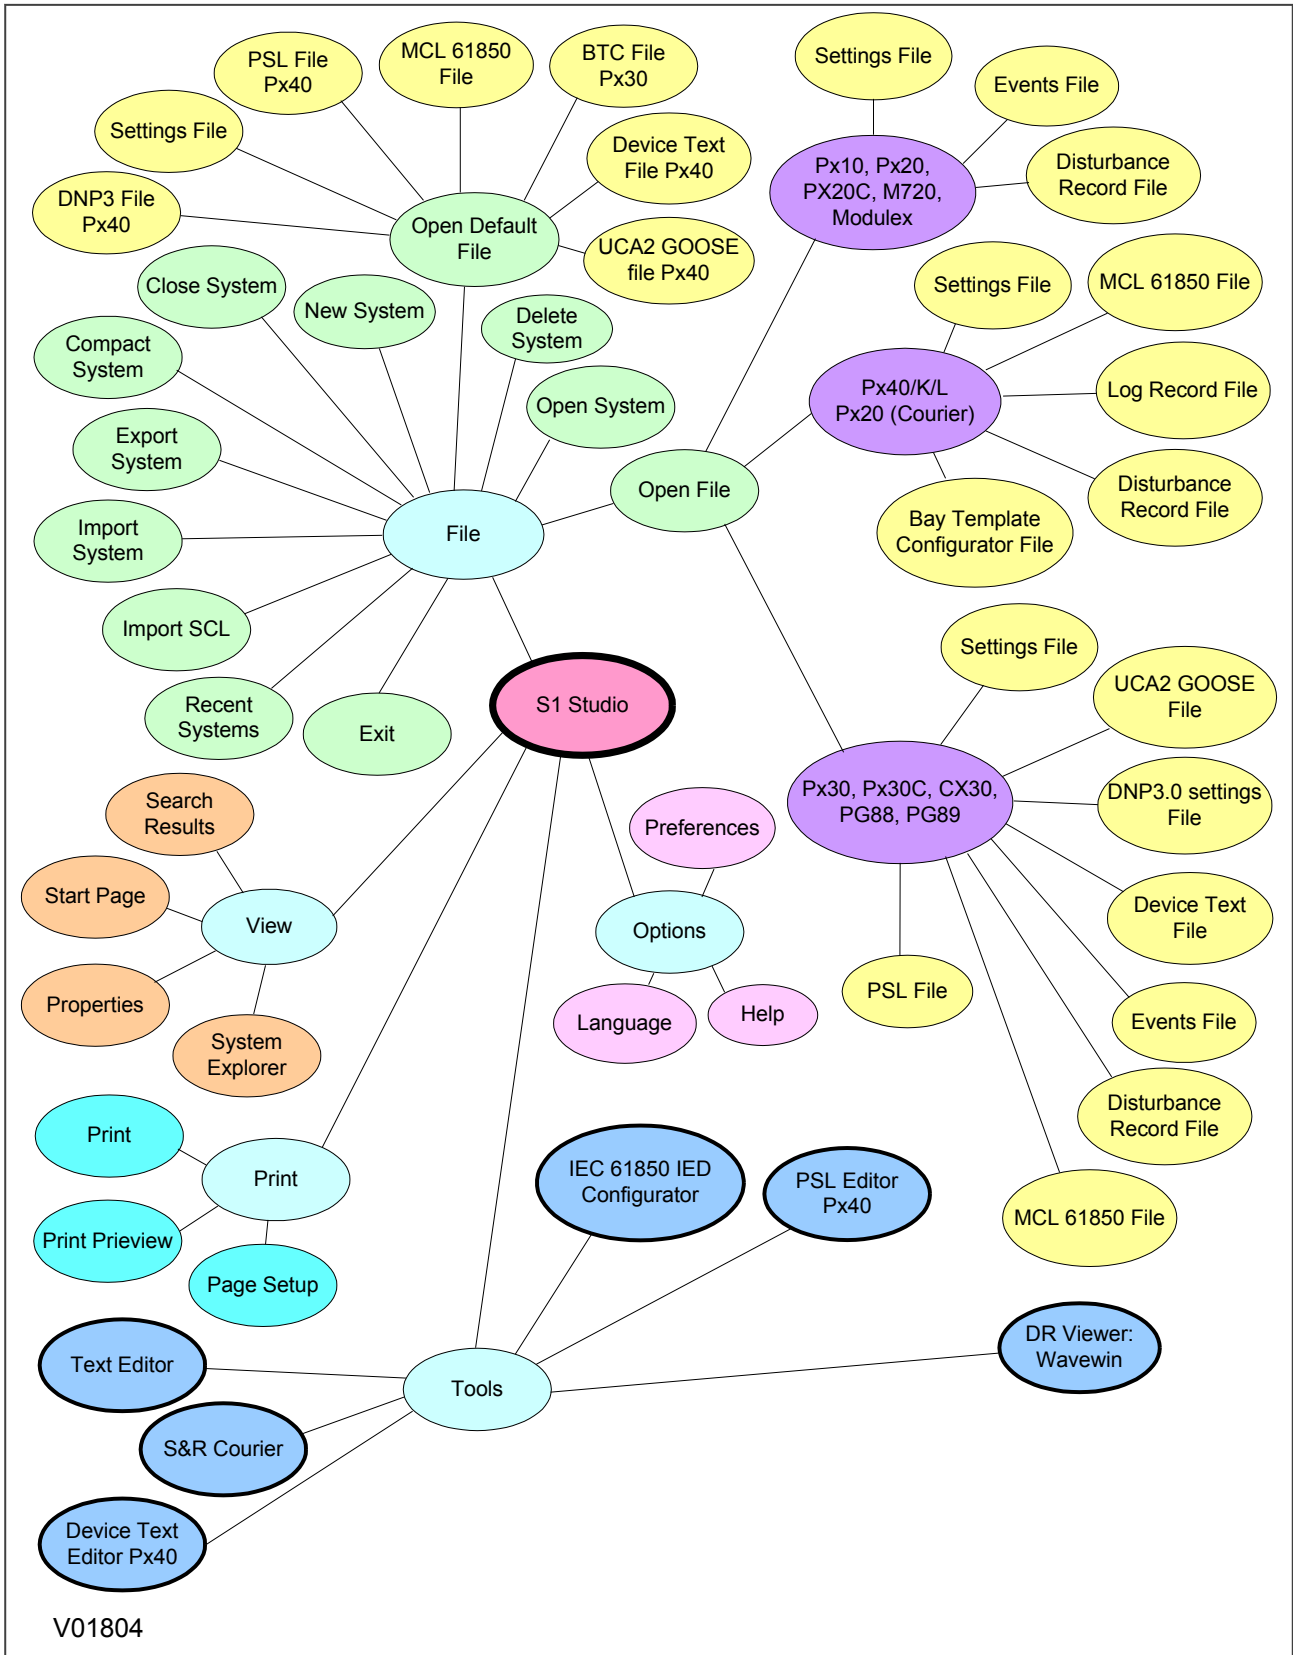 PSL File
Px40
MCL 61850
File
BTC File
Px30
Settings File
Events File
Settings File
Device Text
File Px40
Disturbance
Record File
DNP3 File
Px40
Open Default
File
UCA2 GOOSE
file Px40
Px10, Px20,
PX20C, M720,
Modulex
Close System
New System
Delete
System
Settings File
MCL 61850 File
Compact
System
Open System
Px40/K/L
Px20 (Courier)
Log Record File
Export
System
Open File
Disturbance
Record File
Import
System
File
Bay Template
Configurator File
Import SCL
Settings File
Recent
Systems
Exit
S1 Studio
UCA2 GOOSE
File
Search
Results
Preferences
Px30, Px30C, CX30,
PG88, PG89
DNP3.0 settings
File
Start Page
View
Options
Device Text
File
Properties
System
Explorer
Language
Help
PSL File
Events File
Disturbance
Record File
Print
Print
IEC 61850 IED
Configurator
PSL Editor
Px40
MCL 61850 File
Print Prieview
Page Setup
Text Editor
Tools
DR Viewer:
Wavewin
S&R Courier
Device Text
Editor Px40
V01804